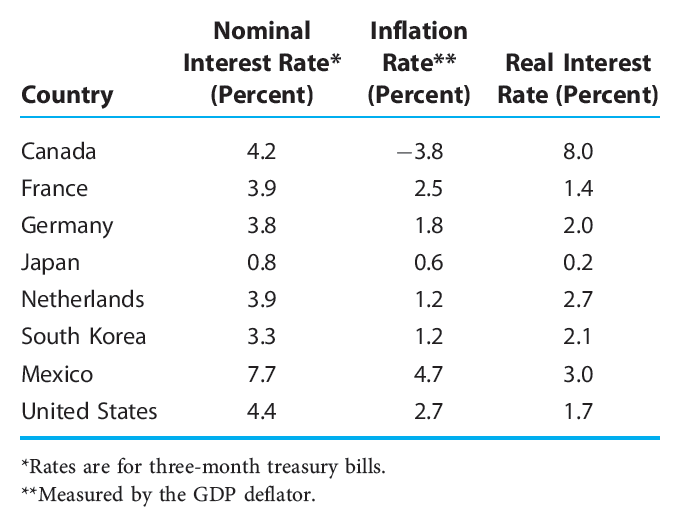 Country Nominal Interest Rate* (Percent) Inflation Rate** (Percent) Real Interest Rate (Percent)
Canada 4.2 −3.8 8.0
France 3.9 2.5 1.4
Germany 3.8 1.8 2.0
Japan 0.8 0.6 0.2
Netherlands 3.9 1.2 2.7
South Korea 3.3 1.2 2.1
Mexico 7.7 4.7 3.0
United States 4.4 2.7 1.7
*Rates are for three-month treasury bills.
**Measured by the GDP deflator.